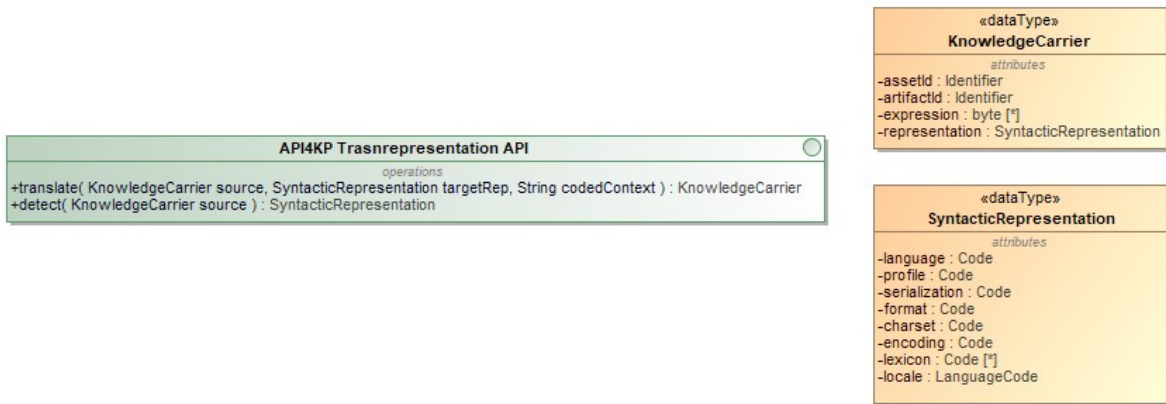 API4KP Trasnrepresentation API
operations
+translate( KnowledgeCarrier source, SyntacticRepresentation targetRep, String codedContext ) : KnowledgeCarrier
+detect( KnowledgeCarrier source ) : SyntacticRepresentation
«dataType»
KnowledgeCarrier
attributes
-assetId : Identifier
-artifactId : Identifier
-expression : byte [*]
-representation : SyntacticRepresentation
«dataType»
SyntacticRepresentation
attributes
-language : Code
-profile : Code
-serialization : Code
-format : Code
-charset : Code
-encoding : Code
-lexicon : Code [*]
-locale : LanguageCode